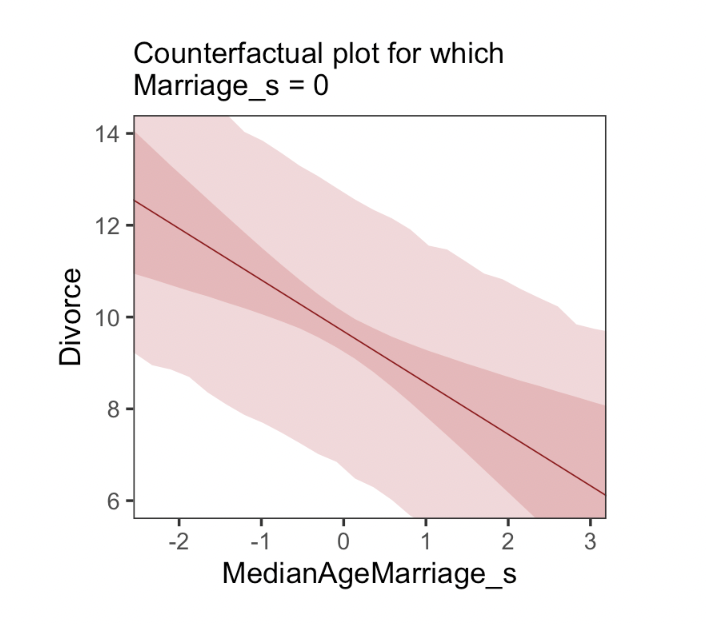 Counterfactual plot for which
Marriage_s = 0
14
12
10
8
6
Divorce
-2 -1 0 1 2 3
MedianAgeMarriage_s